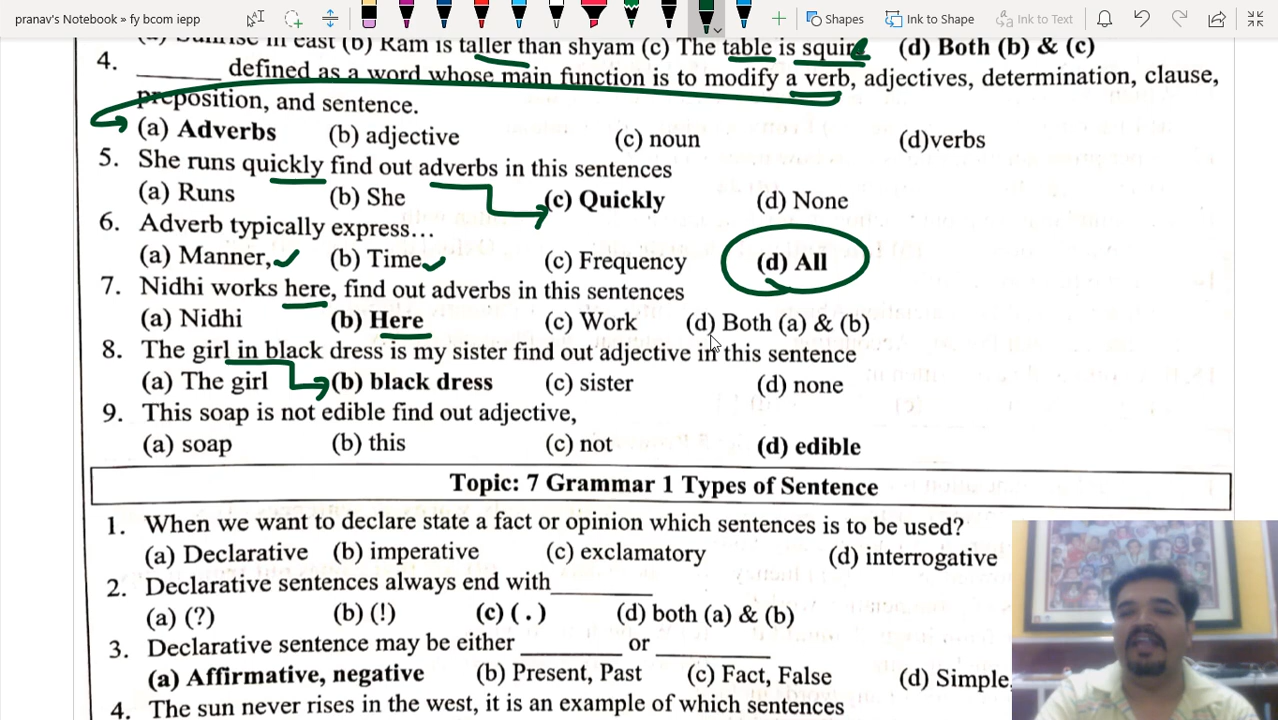 pranav's Notebook » fy bcom iepp
Shapes
Ink to Shape
Ink to Text
in east (b) Ram is taller than shyam (c) The table is squire (d) Both (b) & (c)
4. ______ defined as a word whose main function is to modify a verb, adjectives, determination, clause,
preposition, and sentence.
(a) Adverbs (b) adjective (c) noun (d)verbs
5. She runs quickly find out adverbs in this sentences
(a) Runs (b) She (c) Quickly (d) None
6. Adverb typically express…
(a) Manner, (b) Time (c) Frequency (d) All
7. Nidhi works here, find out adverbs in this sentences
(a) Nidhi (b) Here (c) Work (d) Both (a) & (b)
8. The girl in black dress is my sister find out adjective in this sentence
(a) The girl (b) black dress (c) sister (d) none
9. This soap is not edible find out adjective,
(a) soap (b) this (c) not (d) edible
Topic: 7 Grammar 1 Types of Sentence
1. When we want to declare state a fact or opinion which sentences is to be used?
(a) Declarative (b) imperative (c) exclamatory (d) interrogative
2. Declarative sentences always end with_______
(a) (?) (b) (!) (c) ( . ) (d) both (a) & (b)
3. Declarative sentence may be either ________ or ________
(a) Affirmative, negative (b) Present, Past (c) Fact, False (d) Simple,
4. The sun never rises in the west, it is an example of which sentences